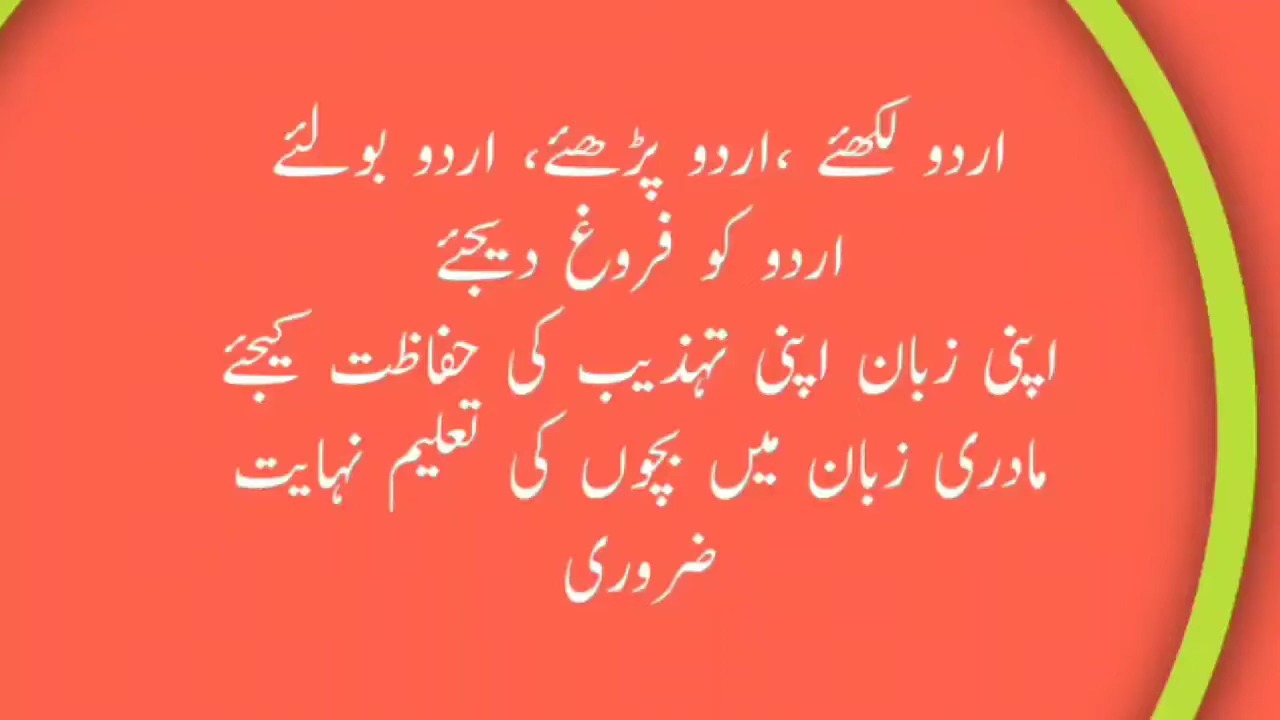 اردو لکھئے ،اردو پڑھئے، اردو بولئے
اردو کو فروغ دیجئے
اپنی زبان اپنی تہذیب کی حفاظت کیجئے
مادری زبان میں بچوں کی تعلیم نہایت
ضروری